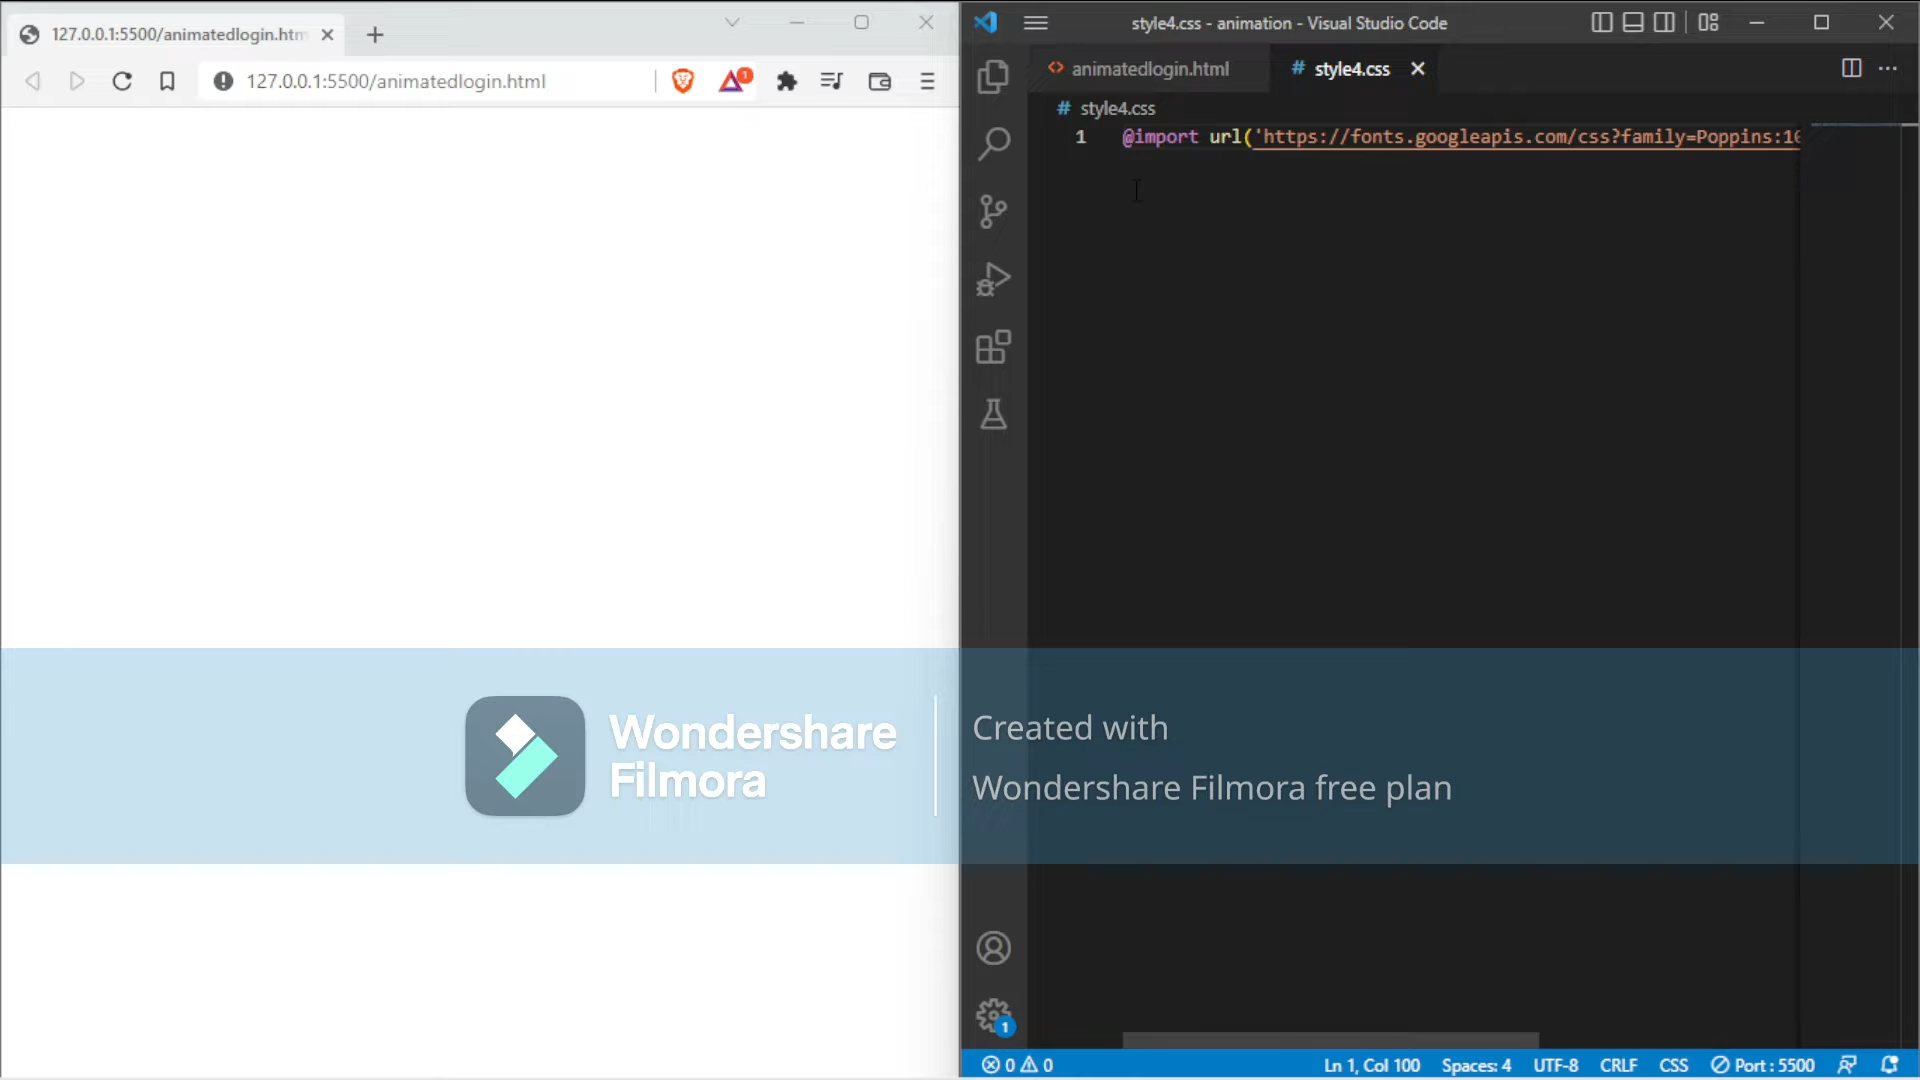 127.0.0.1:5500/animatedlogin.htm
127.0.0.1:5500/animatedlogin.html
1
style4.css - animation - Visual Studio Code
<> animatedlogin.html
# style4.css
# style4.css
1 @import url('https://fonts.googleapis.com/css?family=Poppins:10
Wondershare
Filmora
Created with
Wondershare Filmora free plan
1
0 0
Ln 1, Col 100
Spaces: 4
UTF-8
CRLF
CSS
Port : 5500